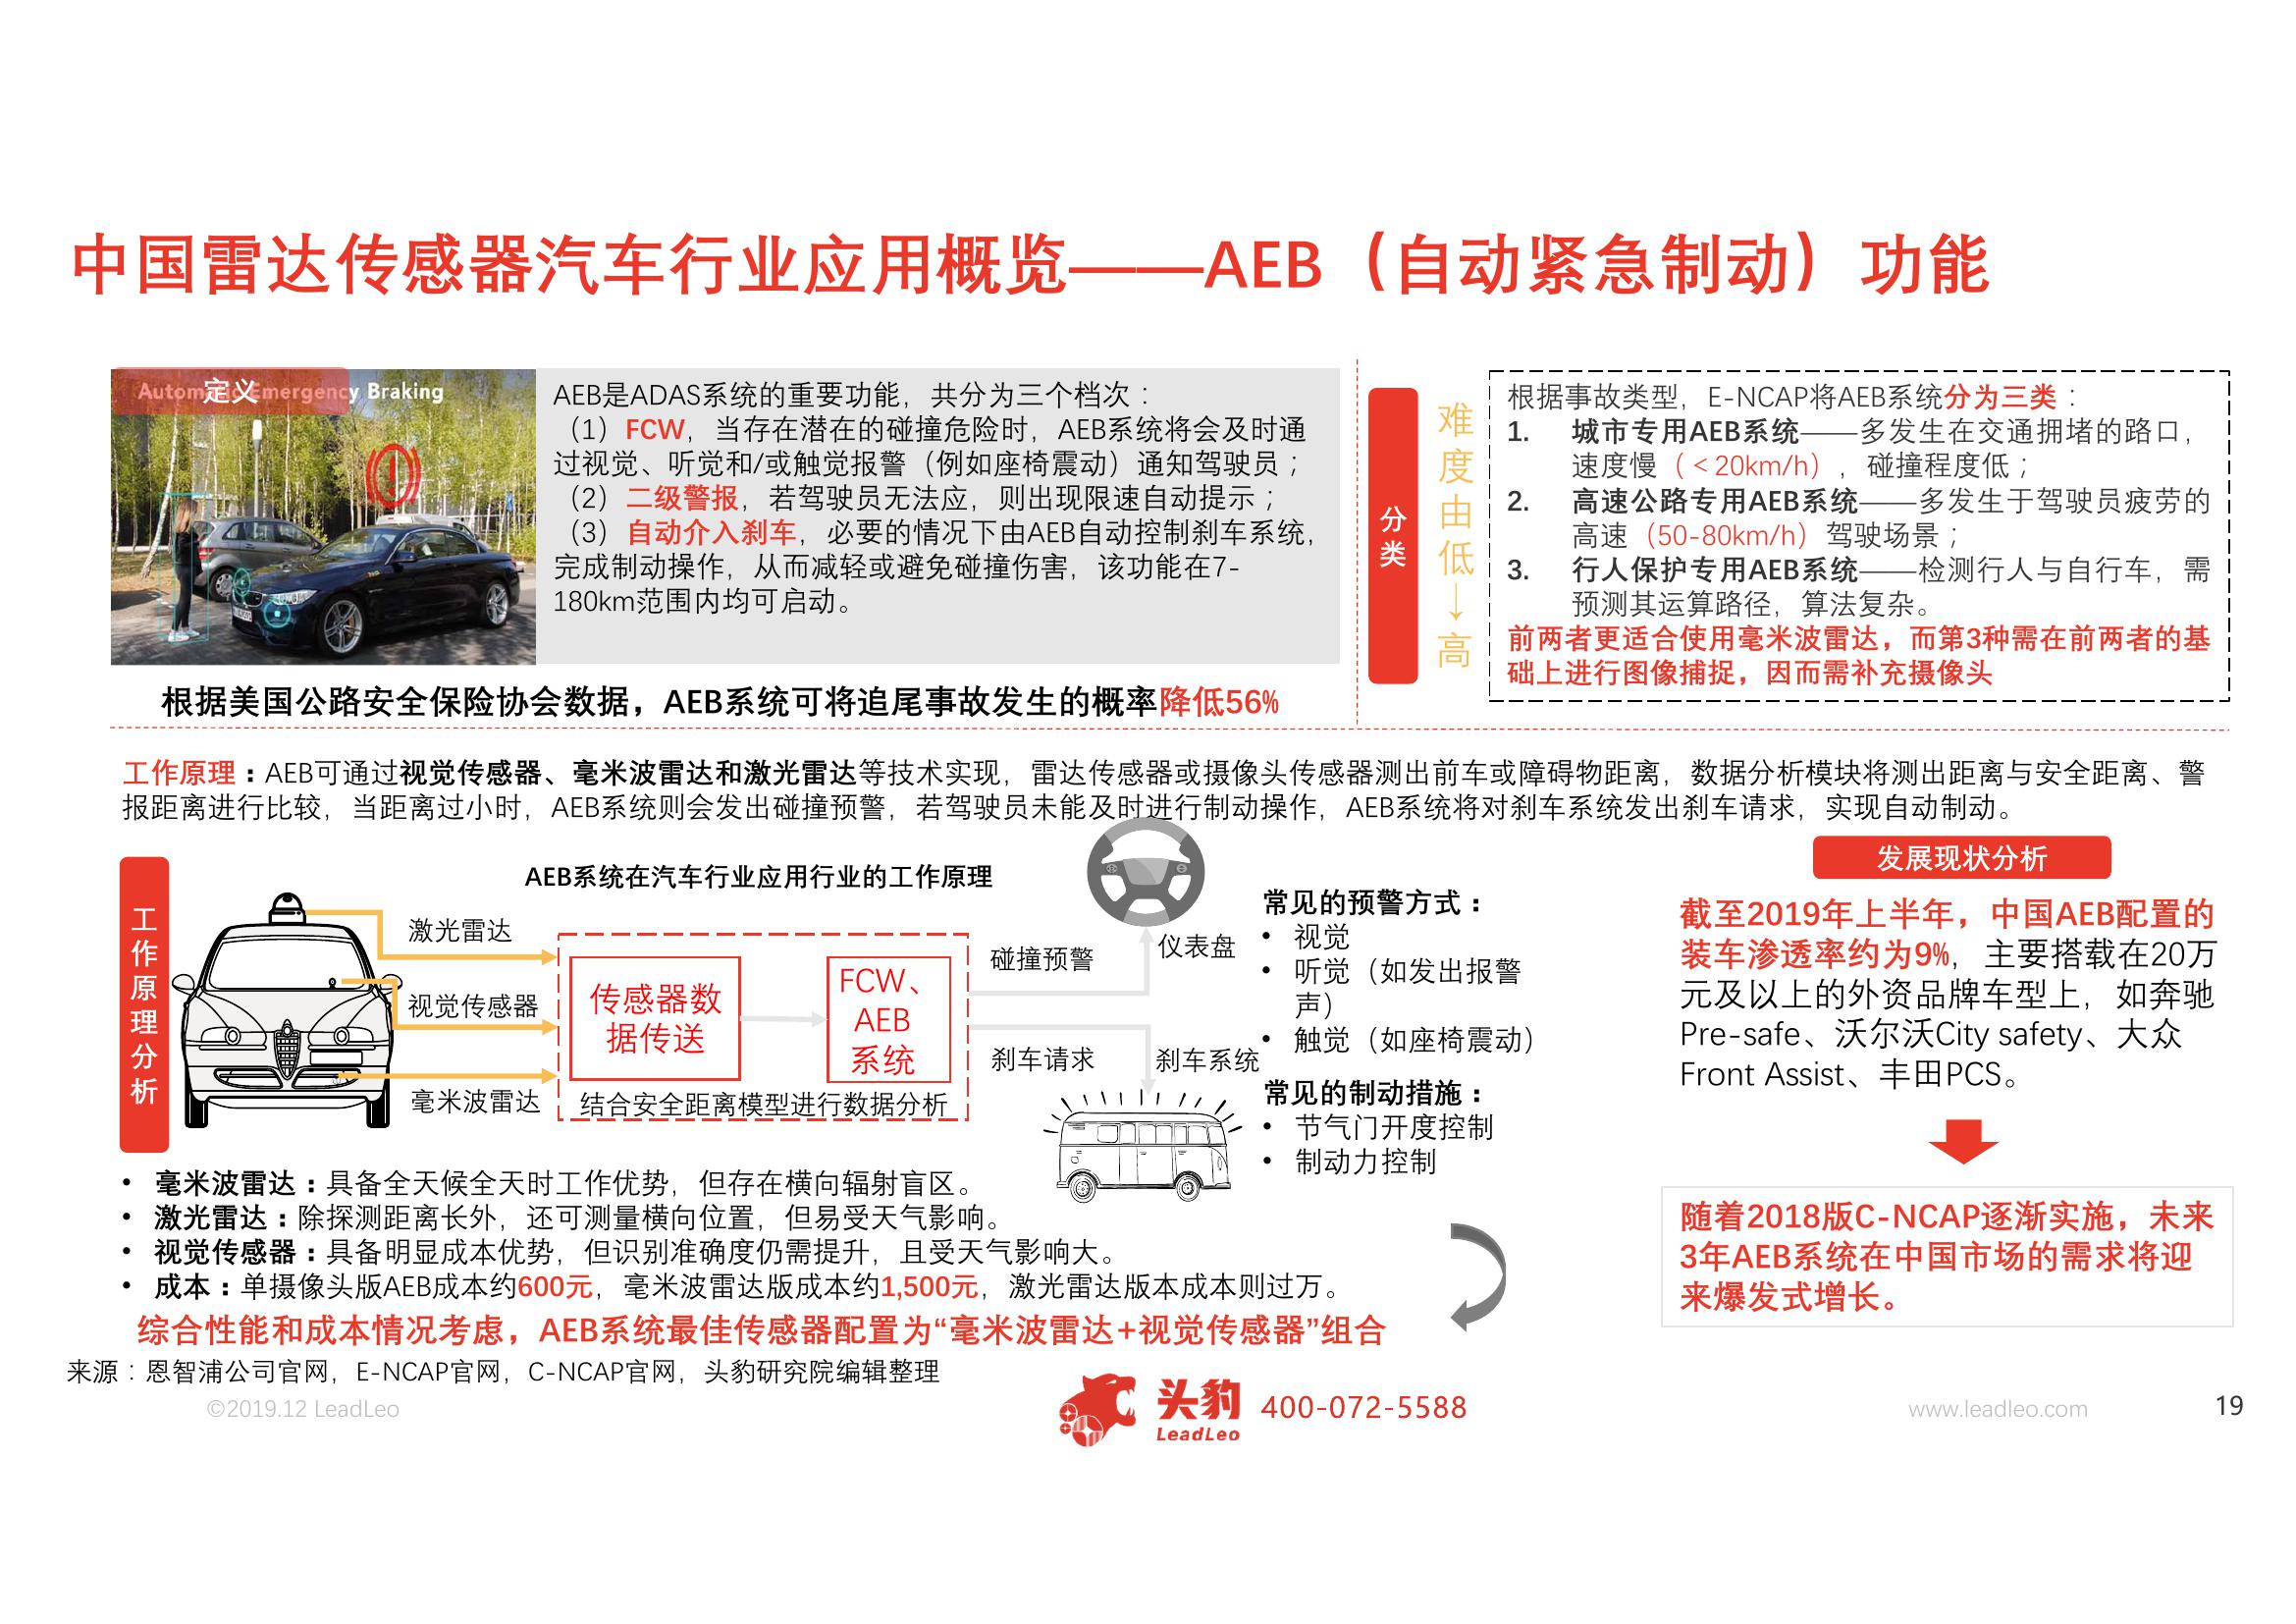 中国雷达传感器汽车行业应用概览——AEB（自动紧急制动）功能
Automatic Emergency Braking
定义
AEB是ADAS系统的重要功能，共分为三个档次：
（1）FCW，当存在潜在的碰撞危险时，AEB系统将会及时通
过视觉、听觉和/或触觉报警（例如座椅震动）通知驾驶员；
（2）二级警报，若驾驶员无法应，则出现限速自动提示；
（3）自动介入刹车，必要的情况下由AEB自动控制刹车系统，
完成制动操作，从而减轻或避免碰撞伤害，该功能在7-
180km范围内均可启动。
根据美国公路安全保险协会数据，AEB系统可将追尾事故发生的概率降低56%
分类
难度由低→高
根据事故类型，E-NCAP将AEB系统分为三类：
1. 城市专用AEB系统——多发生在交通拥堵的路口，
速度慢（＜20km/h），碰撞程度低；
2. 高速公路专用AEB系统——多发生于驾驶员疲劳的
高速（50-80km/h）驾驶场景；
3. 行人保护专用AEB系统——检测行人与自行车，需
预测其运算路径，算法复杂。
前两者更适合使用毫米波雷达，而第3种需在前两者的基
础上进行图像捕捉，因而需补充摄像头
工作原理：AEB可通过视觉传感器、毫米波雷达和激光雷达等技术实现，雷达传感器或摄像头传感器测出前车或障碍物距离，数据分析模块将测出距离与安全距离、警
报距离进行比较，当距离过小时，AEB系统则会发出碰撞预警，若驾驶员未能及时进行制动操作，AEB系统将对刹车系统发出刹车请求，实现自动制动。
工作原理分析
AEB系统在汽车行业应用行业的工作原理
激光雷达
视觉传感器
毫米波雷达
传感器数
据传送
FCW、
AEB
系统
结合安全距离模型进行数据分析
碰撞预警
仪表盘
刹车请求
刹车系统
常见的预警方式：
• 视觉
• 听觉（如发出报警
声）
• 触觉（如座椅震动）
常见的制动措施：
• 节气门开度控制
• 制动力控制
• 毫米波雷达：具备全天候全天时工作优势，但存在横向辐射盲区。
• 激光雷达：除探测距离长外，还可测量横向位置，但易受天气影响。
• 视觉传感器：具备明显成本优势，但识别准确度仍需提升，且受天气影响大。
• 成本：单摄像头版AEB成本约600元，毫米波雷达版成本约1,500元，激光雷达版本成本则过万。
综合性能和成本情况考虑，AEB系统最佳传感器配置为“毫米波雷达+视觉传感器”组合
发展现状分析
截至2019年上半年，中国AEB配置的
装车渗透率约为9%，主要搭载在20万
元及以上的外资品牌车型上，如奔驰
Pre-safe、沃尔沃City safety、大众
Front Assist、丰田PCS。
随着2018版C-NCAP逐渐实施，未来
3年AEB系统在中国市场的需求将迎
来爆发式增长。
来源：恩智浦公司官网，E-NCAP官网，C-NCAP官网，头豹研究院编辑整理
©2019.12 LeadLeo
头豹
LeadLeo
400-072-5588
www.leadleo.com
19